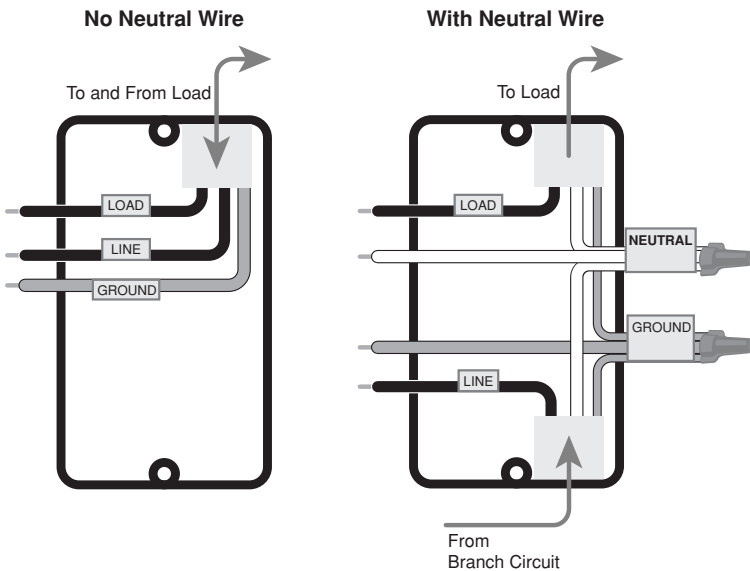 No Neutral Wire
To and From Load
LOAD
LINE
GROUND
With Neutral Wire
To Load
LOAD
NEUTRAL
GROUND
LINE
From
Branch Circuit